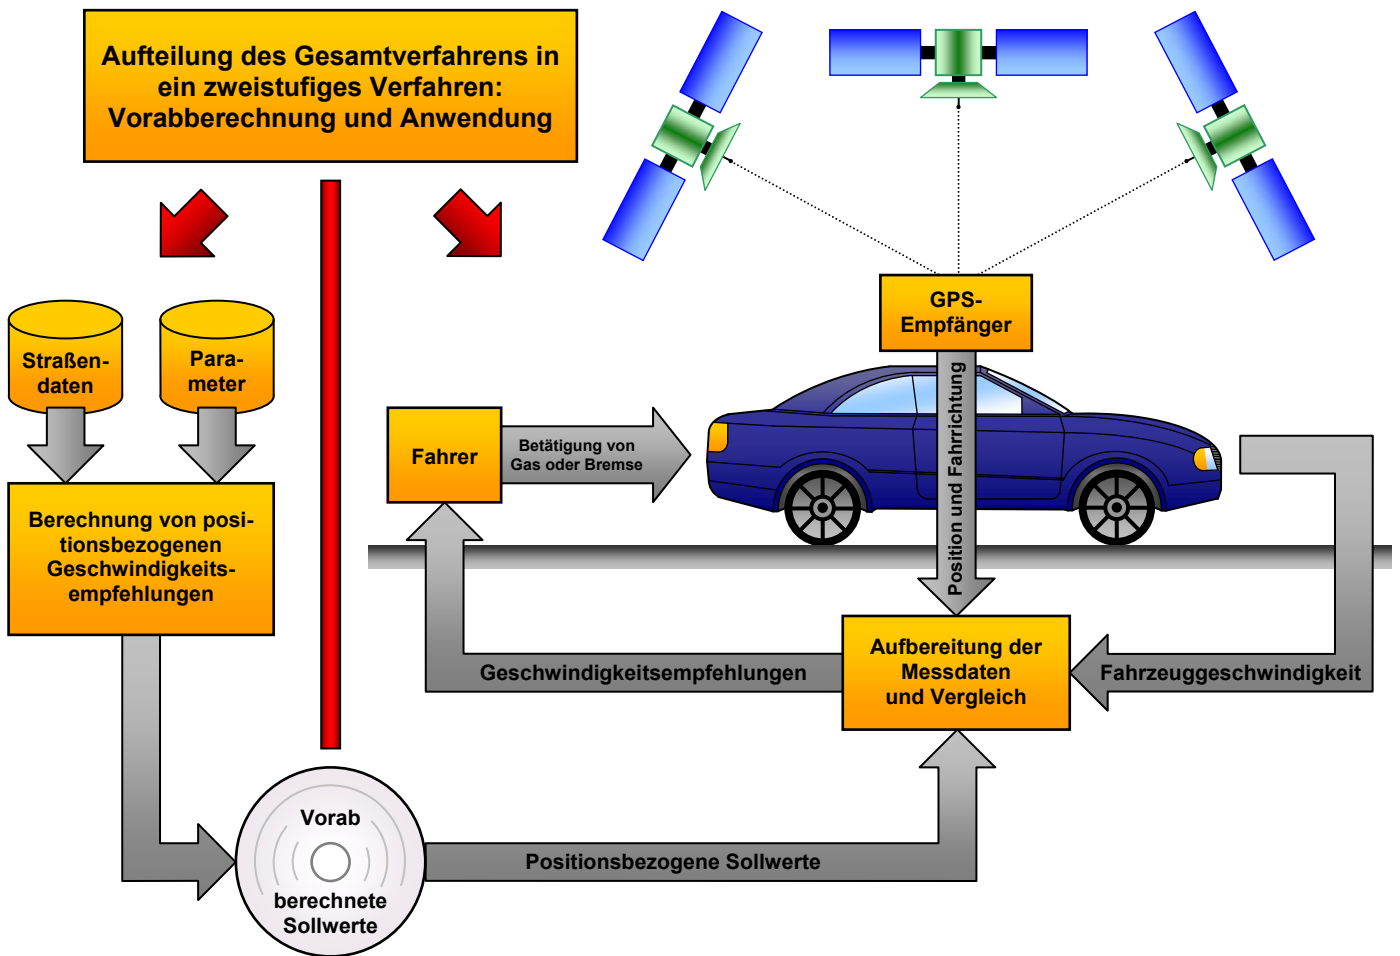 Aufteilung des Gesamtverfahrens in
ein zweistufiges Verfahren:
Vorabberechnung und Anwendung
GPS-
Empfänger
Straßen-
daten
Para-
meter
Position und Fahrrichtung
Fahrer
Betätigung von
Gas oder Bremse
Berechnung von posi-
tionsbezogenen
Geschwindigkeits-
empfehlungen
Geschwindigkeitsempfehlungen
Aufbereitung der
Messdaten
und Vergleich
Fahrzeuggeschwindigkeit
Vorab
berechnete
Sollwerte
Positionsbezogene Sollwerte